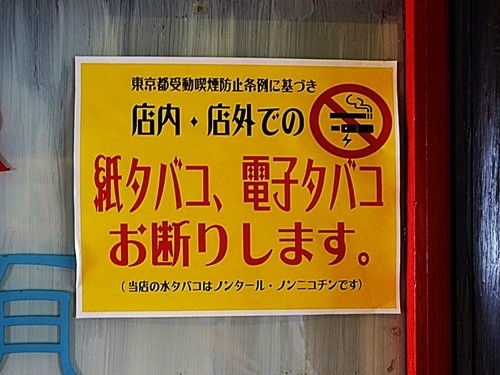 東京都受動喫煙防止条例に基づき
店内・店外での
紙タバコ、電子タバコ
お断りします。
(当店の水タバコはノンタール・ノンニコチンです)